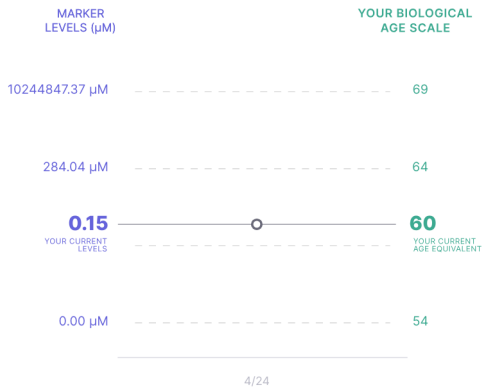 MARKER
LEVELS (μM)
YOUR BIOLOGICAL
AGE SCALE
10244847.37 μM
69
284.04 μM
64
0.15
60
YOUR CURRENT
LEVELS
YOUR CURRENT
AGE EQUIVALENT
0.00 μM
54
4/24